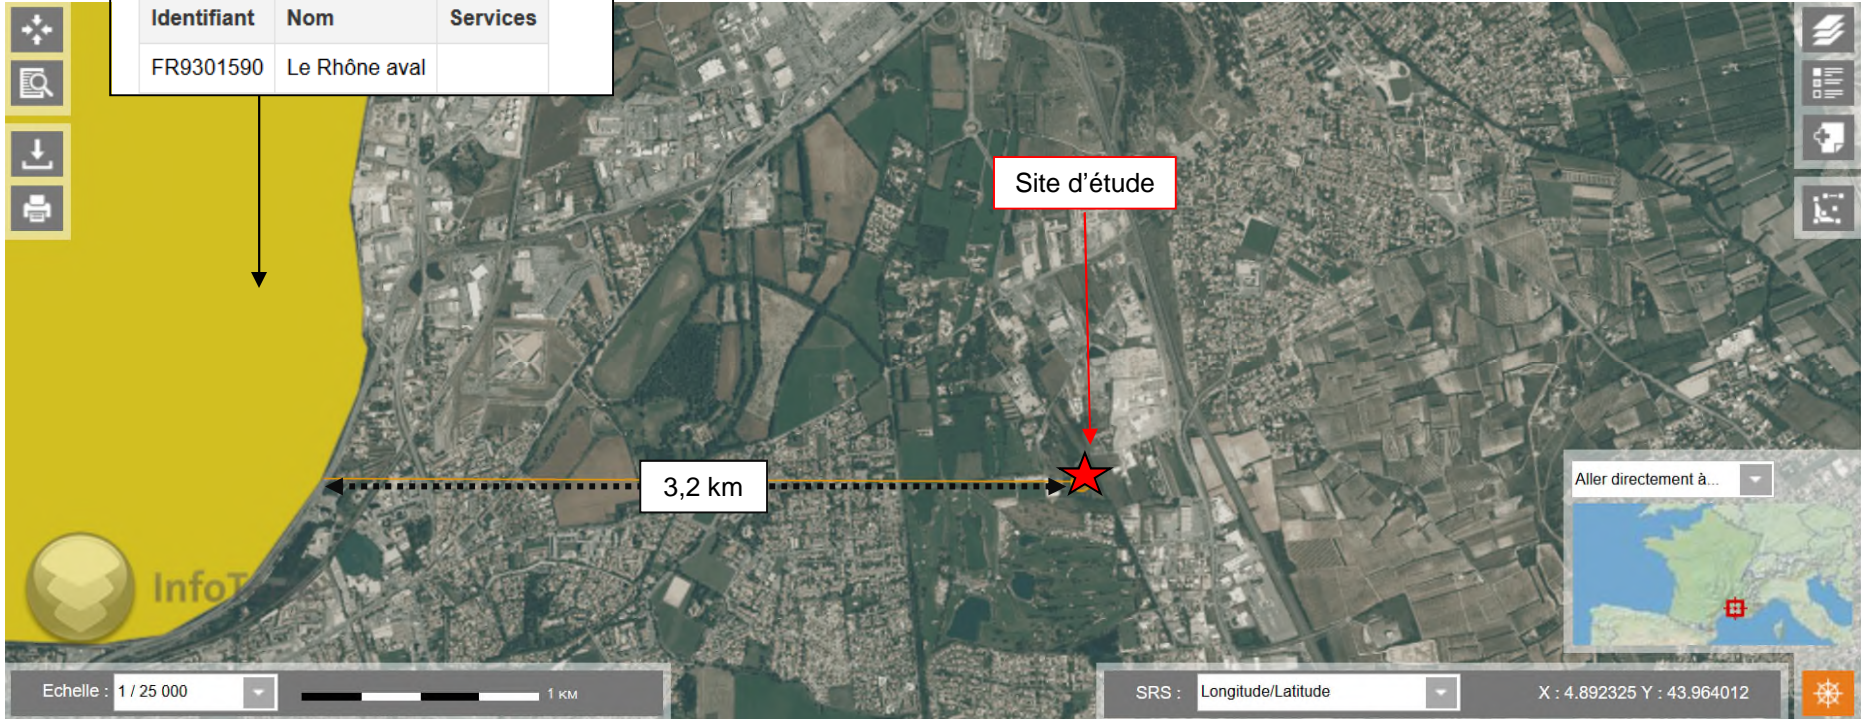 Identifiant Nom Services
FR9301590 Le Rhône aval
Site d'étude
3,2 km
Aller directement à...
Echelle : 1 / 25 000
1 KM
SRS : Longitude/Latitude
X : 4.892325 Y : 43.964012